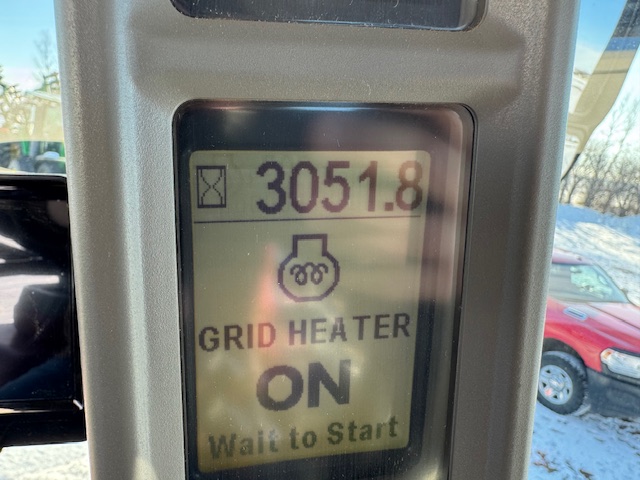 3051.8
GRID HEATER
ON
Wait to Start